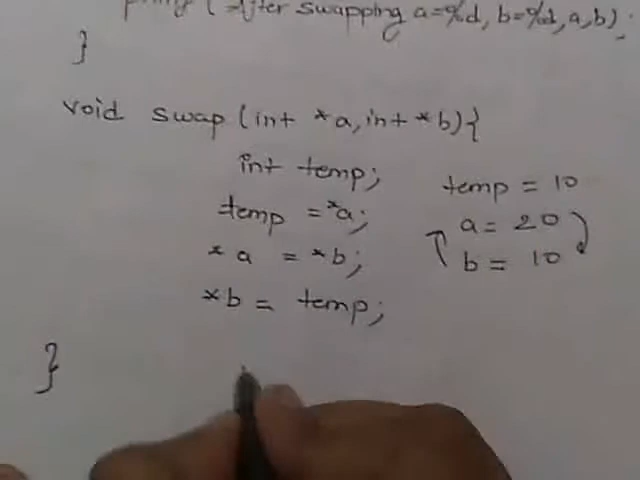 printf ( "After swapping a=%d, b=%d, a, b);
}
void swap (int *a, int *b){
int temp;
temp = *a;
*a = *b;
*b = temp;
}
temp = 10
a = 20
b = 10